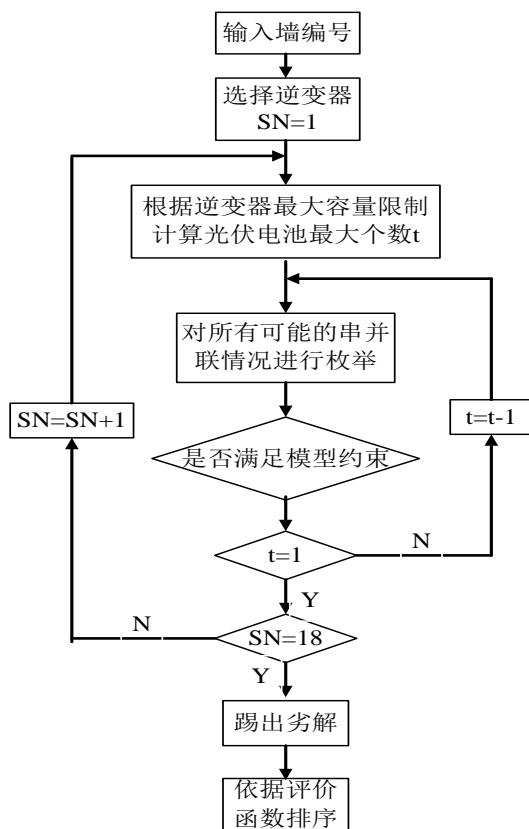 输入墙编号
选择逆变器
SN=1
根据逆变器最大容量限制
计算光伏电池最大个数t
对所有可能的串并
联情况进行枚举
SN=SN+1
t=t-1
是否满足模型约束
t=1
N
Y
N
SN=18
Y
踢出劣解
依据评价
函数排序